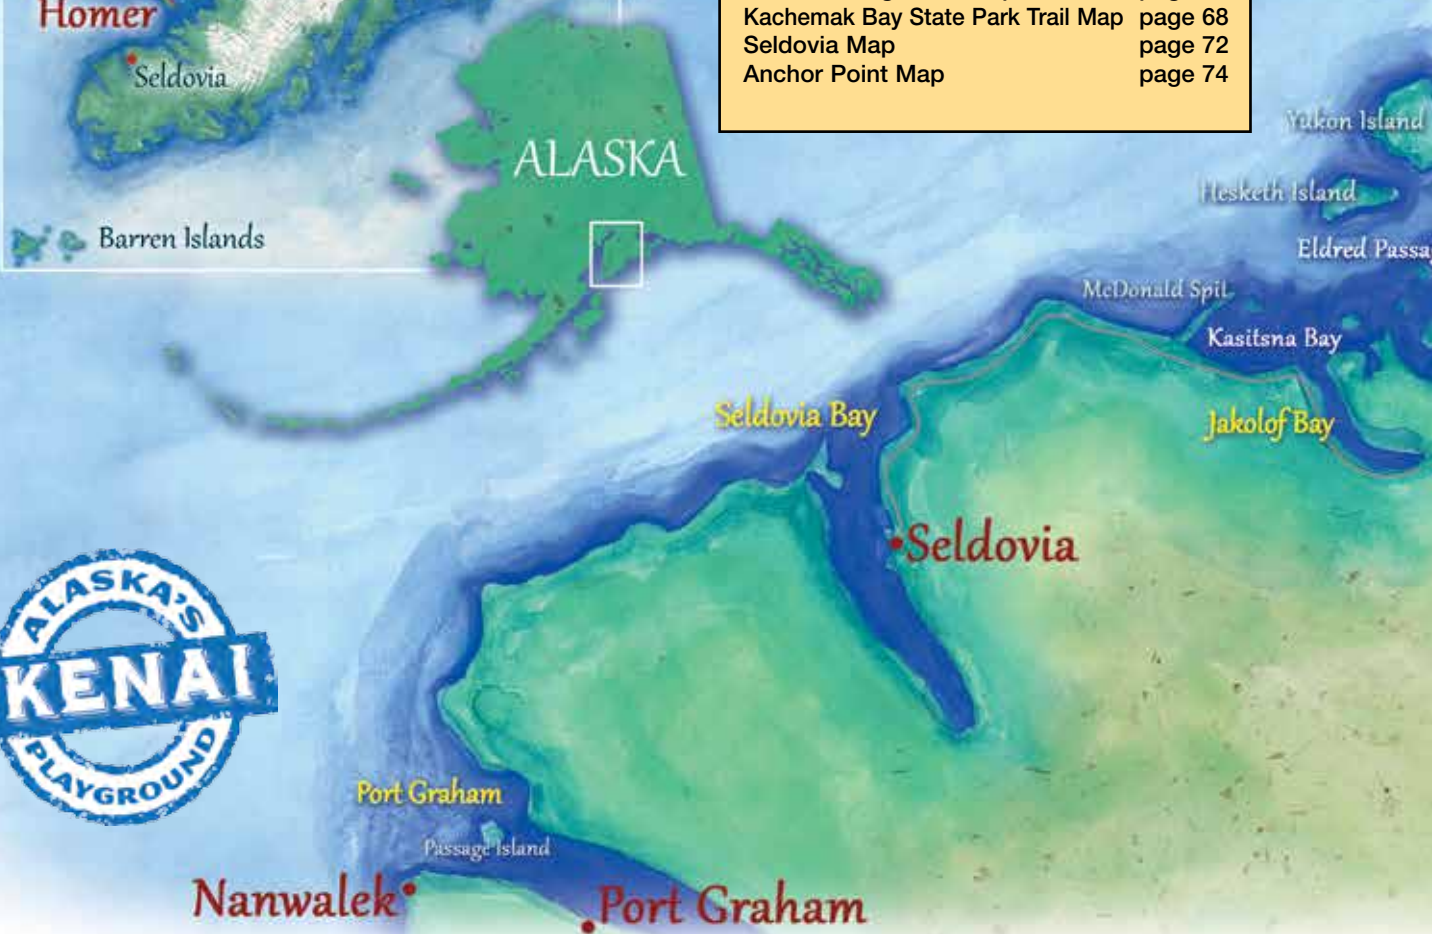 Homer
Seldovia
Barren Islands
ALASKA
Kachemak Bay State Park Trail Map page 68
Seldovia Map page 72
Anchor Point Map page 74
Yukon Island
Hesketh Island
Eldred
McDonald Spit
Kasitsna Bay
Seldovia Bay
Jakolof Bay
Seldovia
ALASKA'S
KENAI
PLAYGROUND
Port Graham
Passage Island
Nanwalek
Port Graham